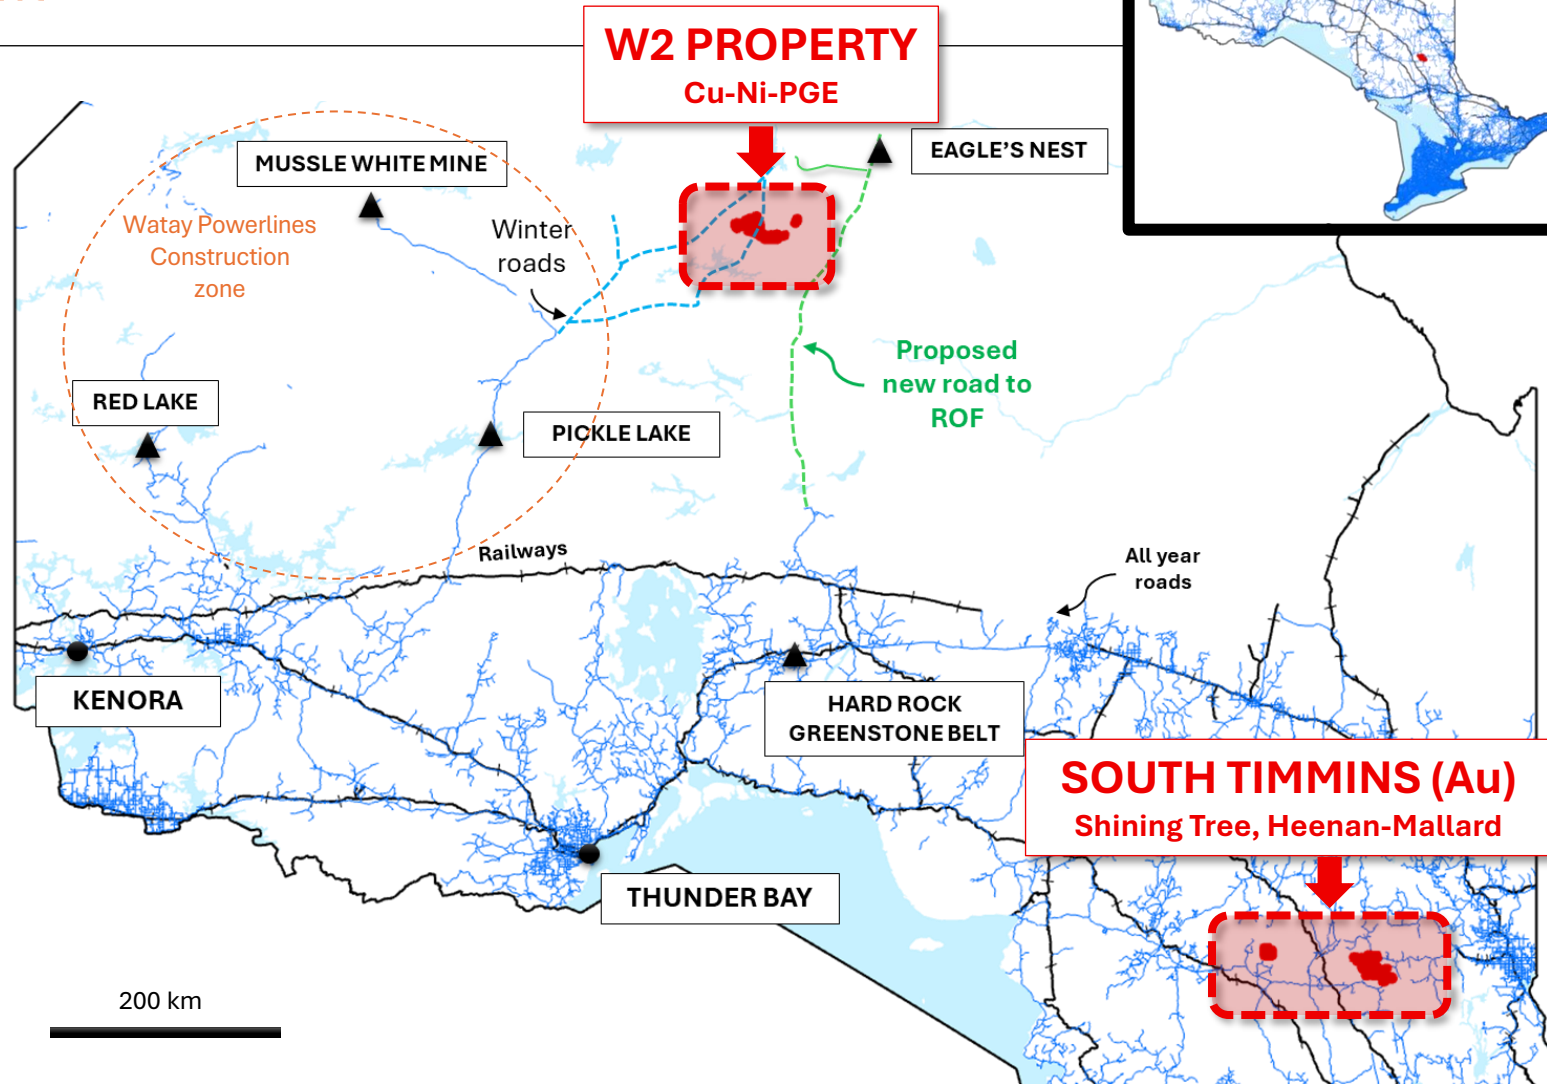 W2 PROPERTY
Cu-Ni-PGE
MUSSLE WHITE MINE
EAGLE’S NEST
Watay Powerlines
Construction
zone
Winter
roads
Proposed
new road to
ROF
RED LAKE
PICKLE LAKE
Railways
All year
roads
KENORA
HARD ROCK
GREENSTONE BELT
SOUTH TIMMINS (Au)
Shining Tree, Heenan-Mallard
THUNDER BAY
200 km